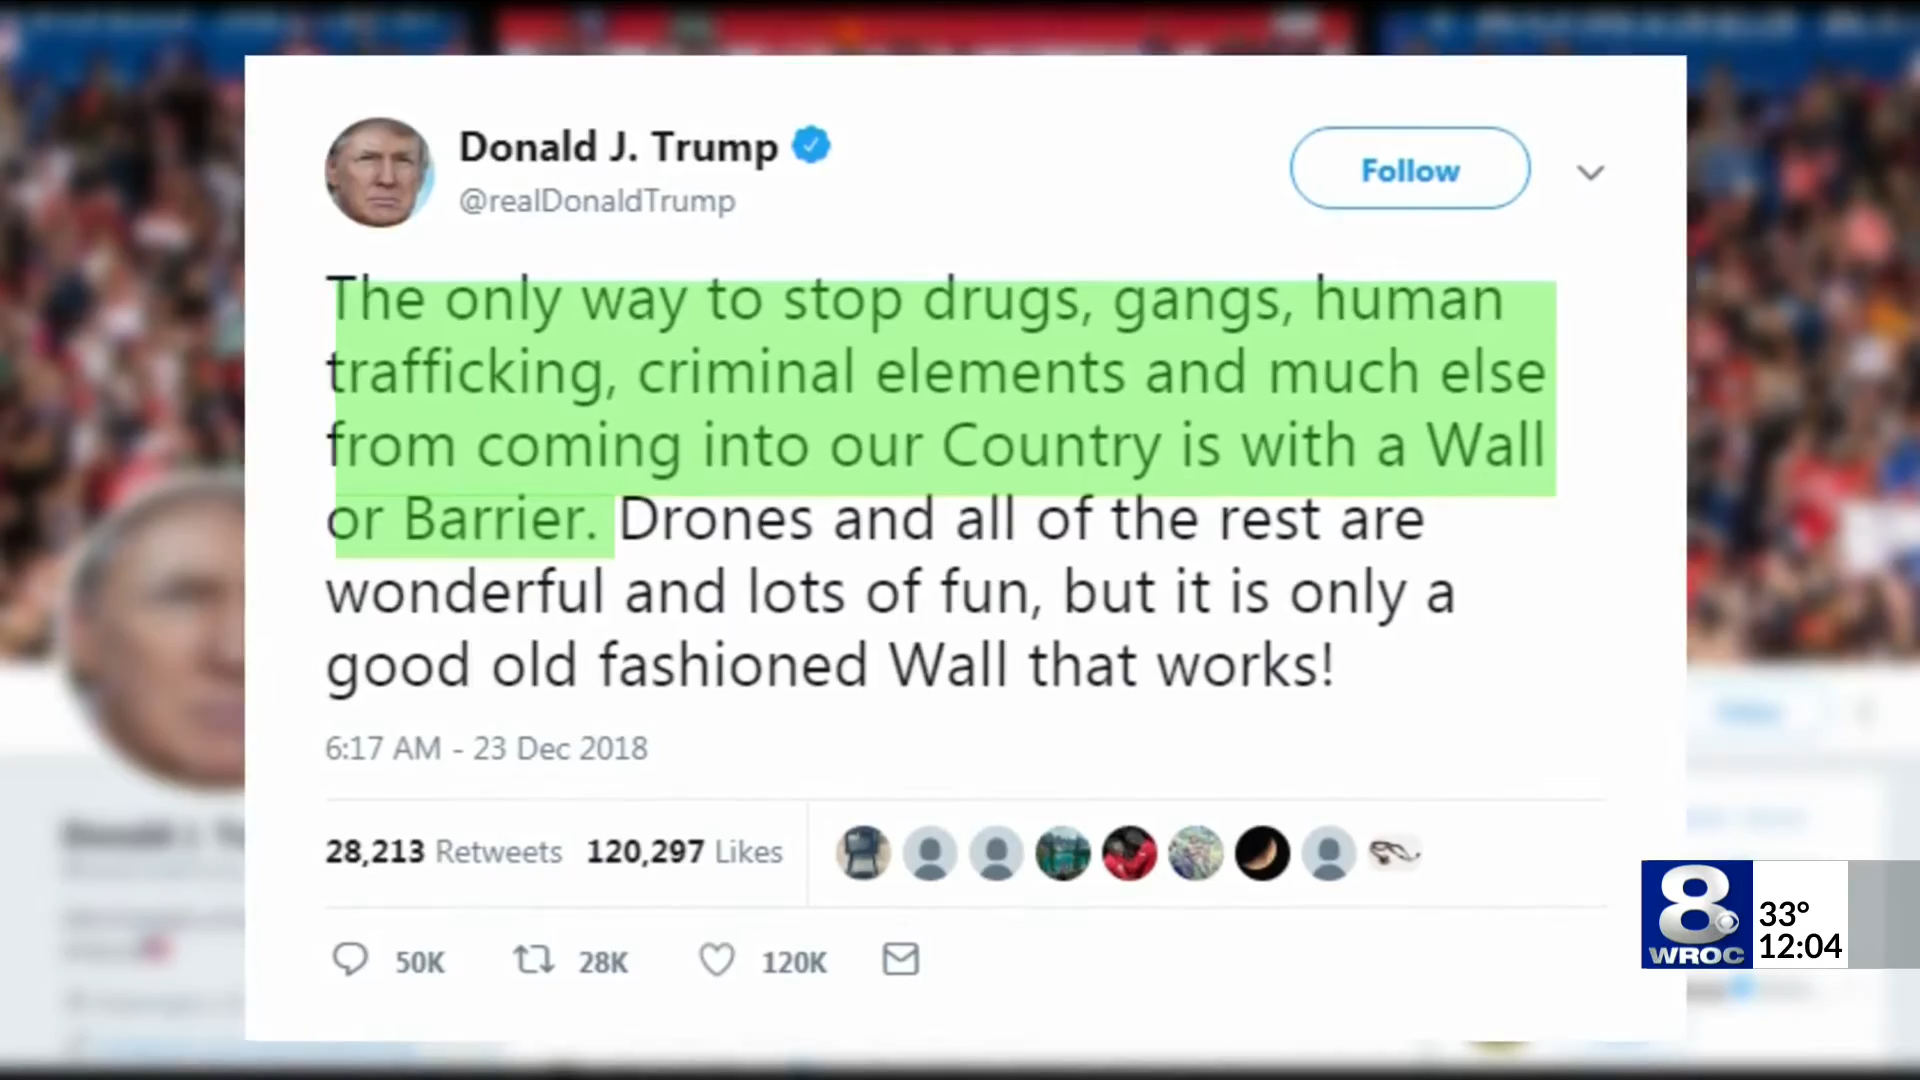 Donald J. Trump
@realDonaldTrump
Follow
The only way to stop drugs, gangs, human
trafficking, criminal elements and much else
from coming into our Country is with a Wall
or Barrier. Drones and all of the rest are
wonderful and lots of fun, but it is only a
good old fashioned Wall that works!
6:17 AM - 23 Dec 2018
28,213 Retweets 120,297 Likes
50K 28K 120K
8
WROC
33°
12:04